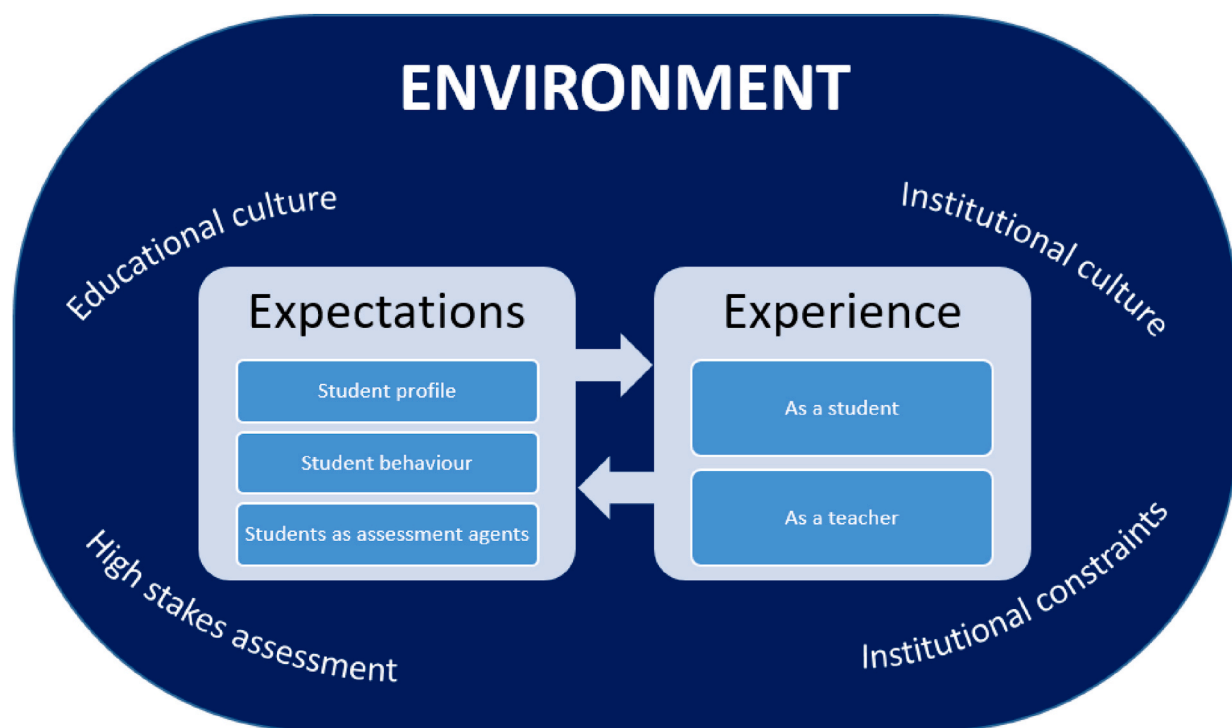 ENVIRONMENT
Educational culture
Institutional culture
Expectations
Student profile
Student behaviour
Students as assessment agents
Experience
As a student
As a teacher
High stakes assessment
Institutional constraints